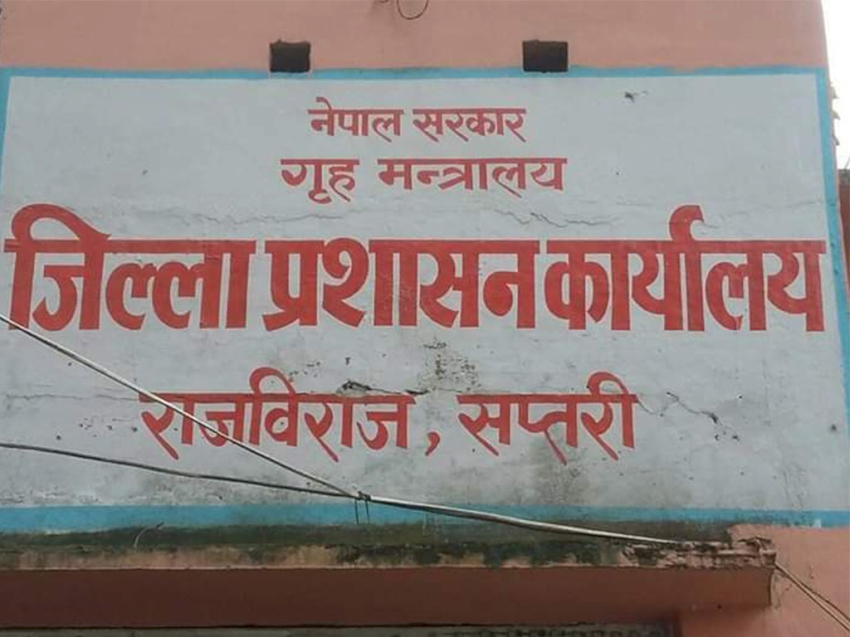 नेपाल सरकार
गृह मन्त्रालय
जिल्ला प्रशासन कार्यालय
राजविराज, सप्तरी